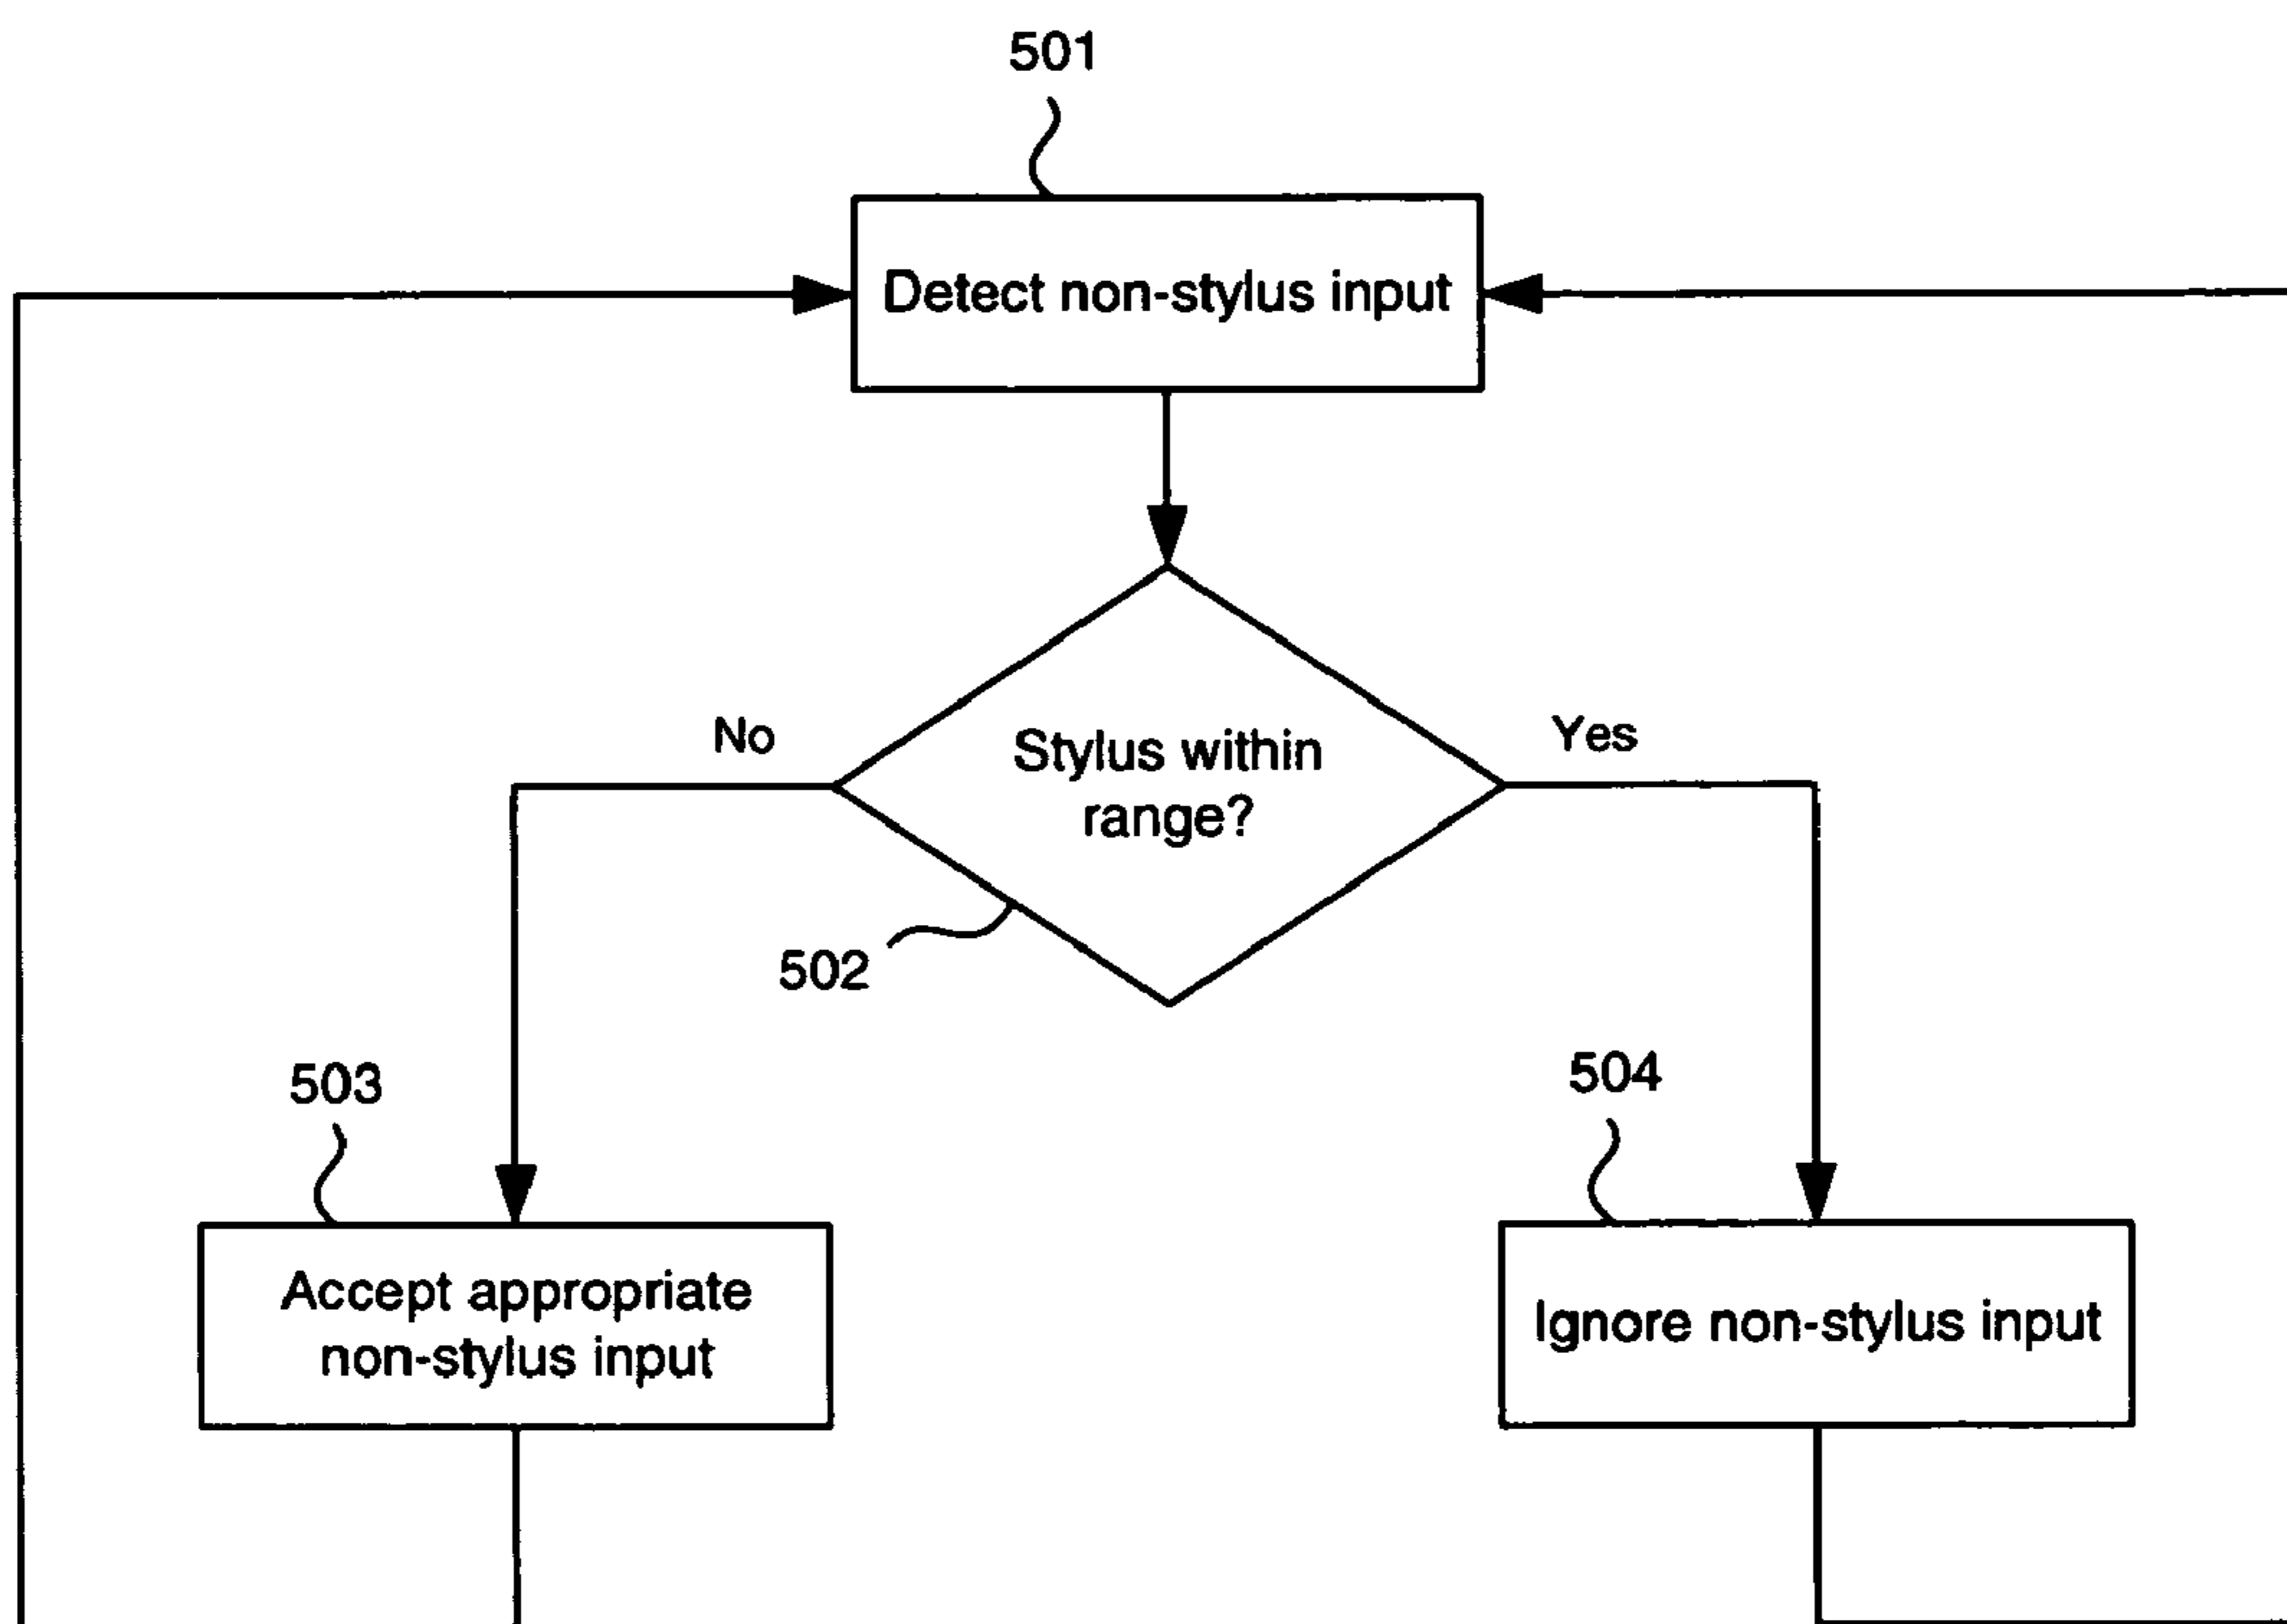 501
Detect non-stylus input
No
Stylus within
range?
Yes
502
503
504
Accept appropriate
non-stylus input
Ignore non-stylus input